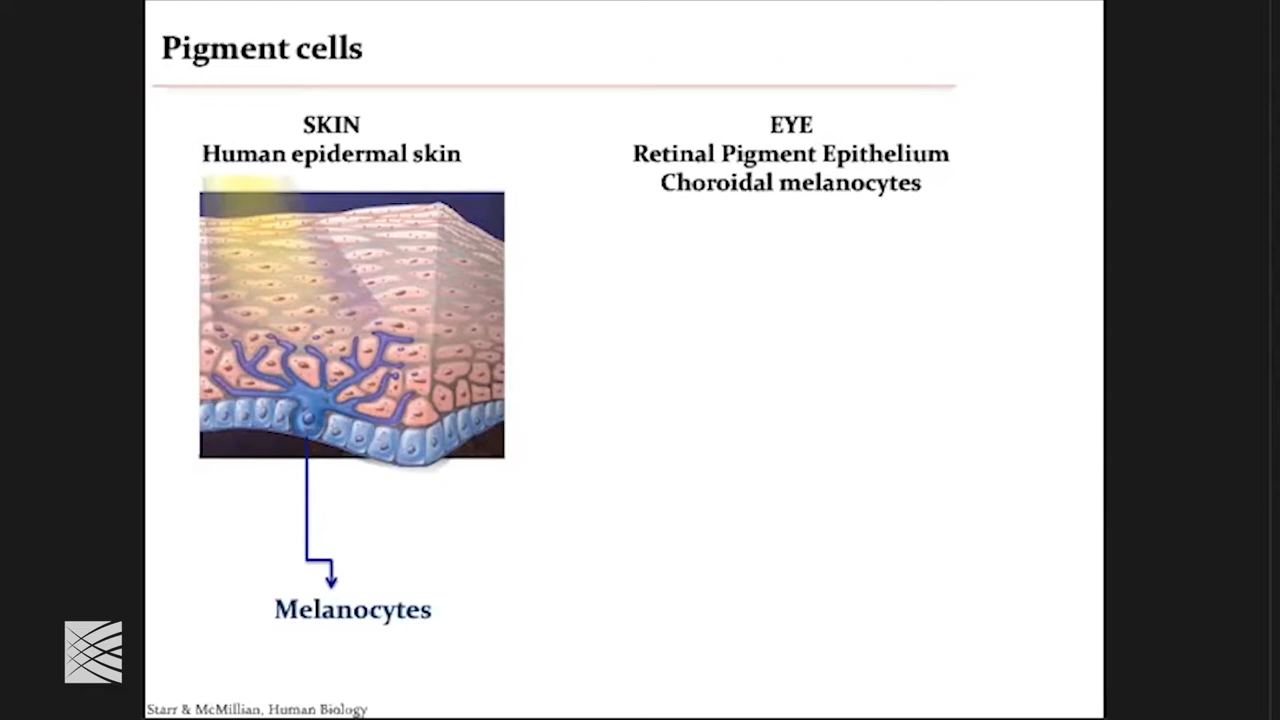 Pigment cells
SKIN
Human epidermal skin
EYE
Retinal Pigment Epithelium
Choroidal melanocytes
Melanocytes
Starr & McMillian, Human Biology